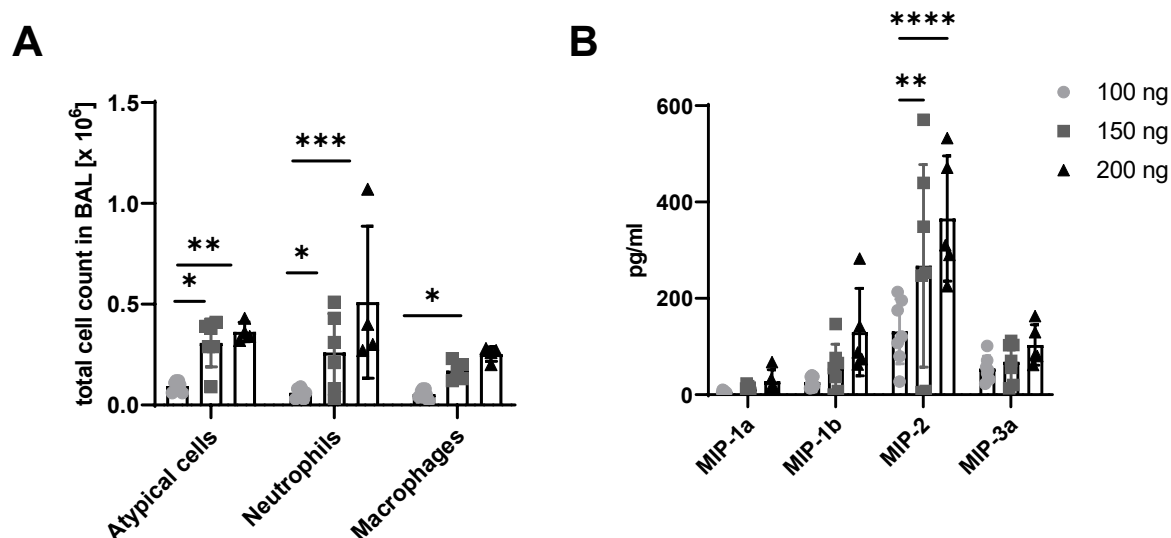 A
total cell count in BAL [x 10⁶]
1.5
1.0
0.5
0.0
***
**
*
*
*
Atypical cells
Neutrophils
Macrophages
B
pg/ml
600
400
200
0
****
**
MIP-1a
MIP-1b
MIP-2
MIP-3a
100 ng
150 ng
200 ng